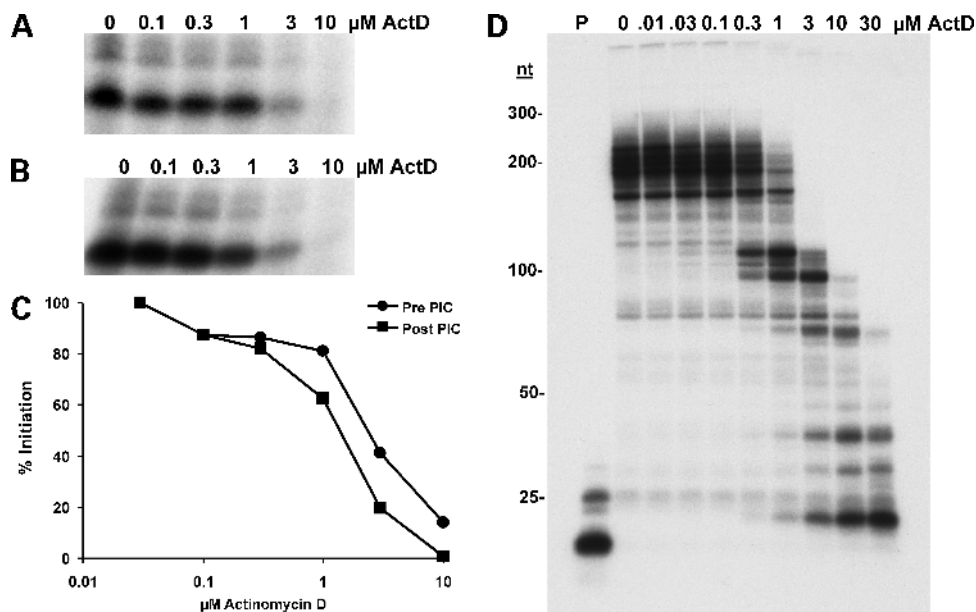 A
0 0.1 0.3 1 3 10 µM ActD
B
0 0.1 0.3 1 3 10 µM ActD
C
% Initiation
100
80
60
40
20
0
Pre PIC
Post PIC
0.01 0.1 1 10
µM Actinomycin D
D
P 0 .01 .03 0.1 0.3 1 3 10 30 µM ActD
nt
300-
200-
100-
50-
25-